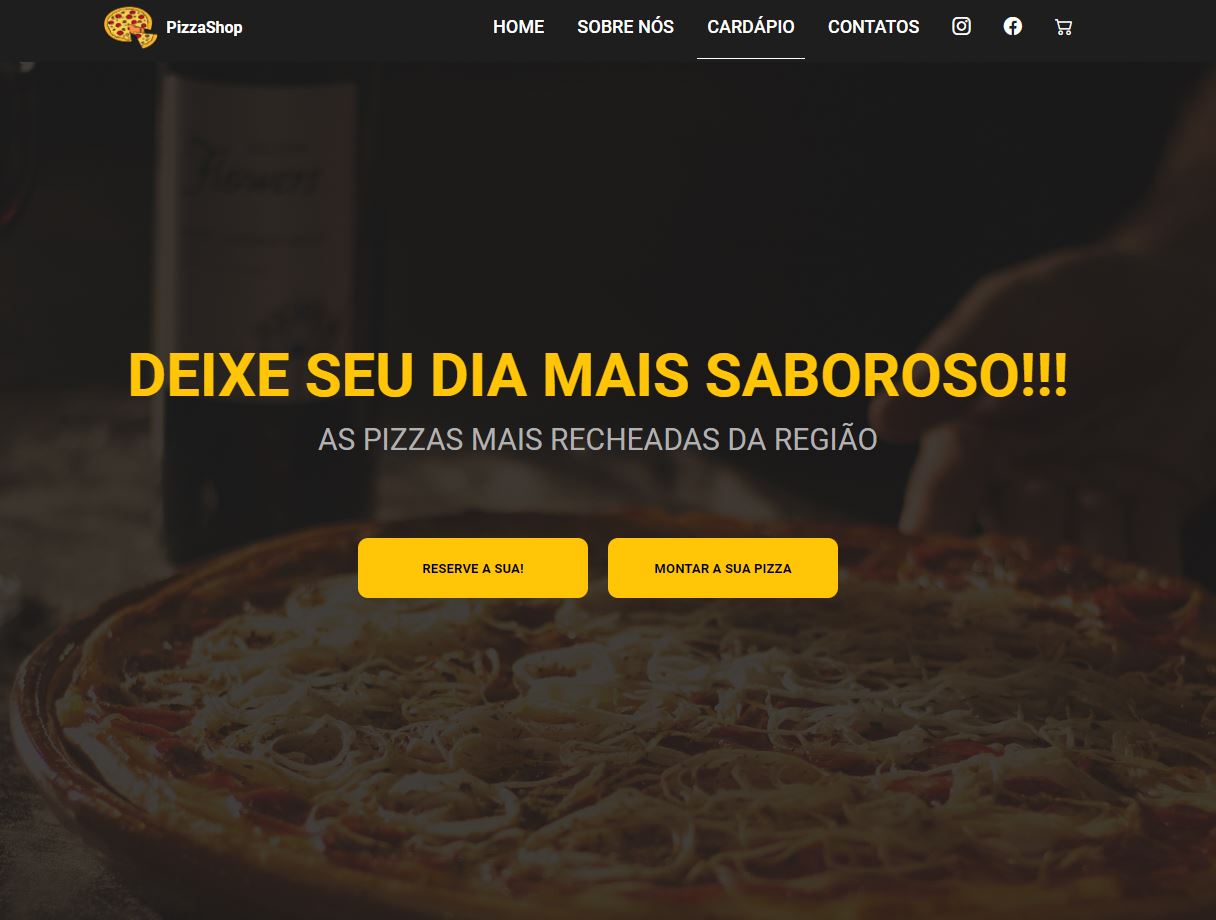 PizzaShop HOME SOBRE NÓS CARDÁPIO CONTATOS
DEIXE SEU DIA MAIS SABOROSO!!!
AS PIZZAS MAIS RECHEADAS DA REGIÃO
RESERVE A SUA! MONTAR A SUA PIZZA